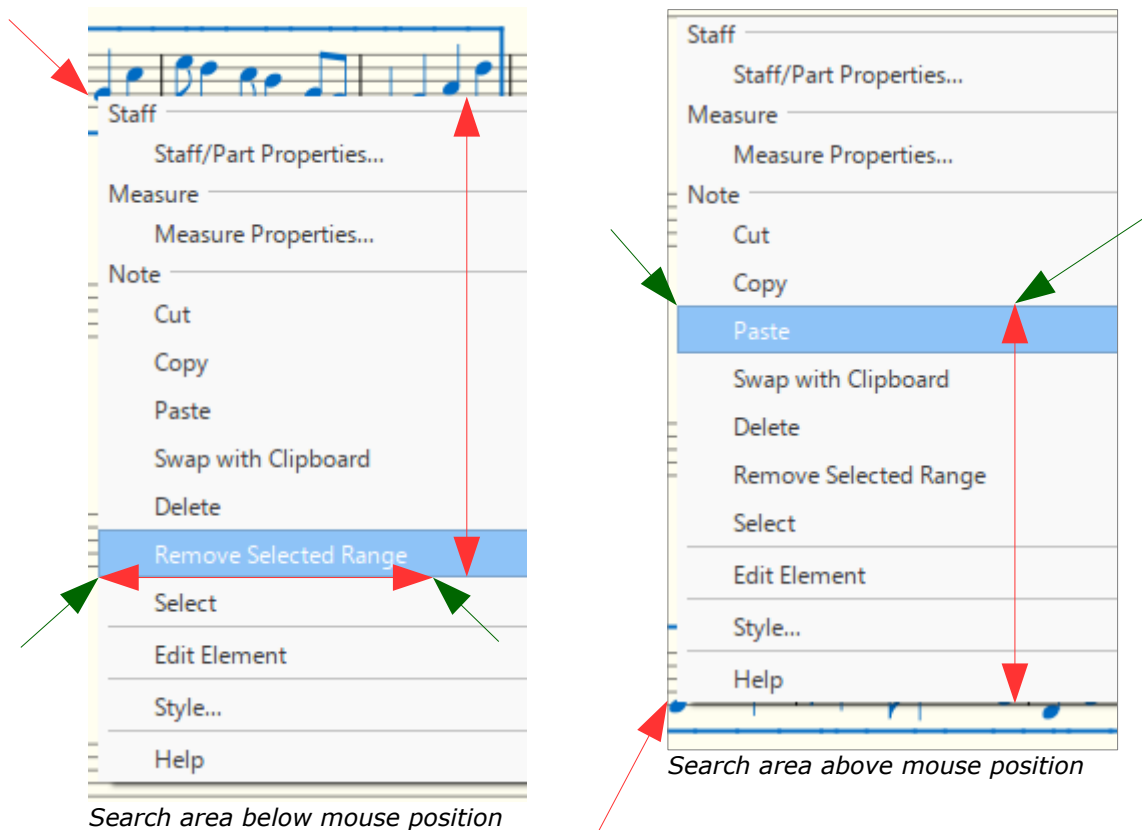 Staff
Staff/Part Properties...
Measure
Measure Properties...
Note
Cut
Copy
Paste
Swap with Clipboard
Delete
Remove Selected Range
Select
Edit Element
Style...
Help
Search area below mouse position
Staff
Staff/Part Properties...
Measure
Measure Properties...
Note
Cut
Copy
Paste
Swap with Clipboard
Delete
Remove Selected Range
Select
Edit Element
Style...
Help
Search area above mouse position